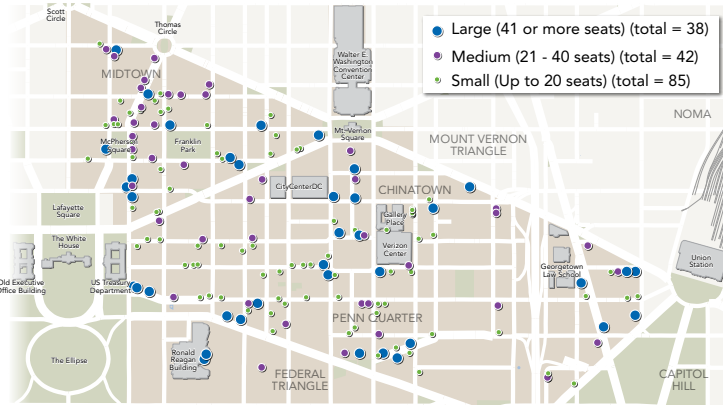 Scott
Circle
Thomas
Circle
Large (41 or more seats) (total = 38)
Medium (21 - 40 seats) (total = 42)
Small (Up to 20 seats) (total = 85)
Walter E.
Washington
Convention
Center
MIDTOWN
NOMA
McPherson
Square
Franklin
Park
Mt. Vernon
Square
MOUNT VERNON
TRIANGLE
CityCenterDC
CHINATOWN
Lafayette
Square
Gallery
Place
The White
House
Verizon
Center
Old Executive
Office Building
US Treasury
Department
Georgetown
Law School
Union
Station
PENN QUARTER
The Ellipse
Ronald
Reagan
Building
FEDERAL
TRIANGLE
CAPITOL
HILL